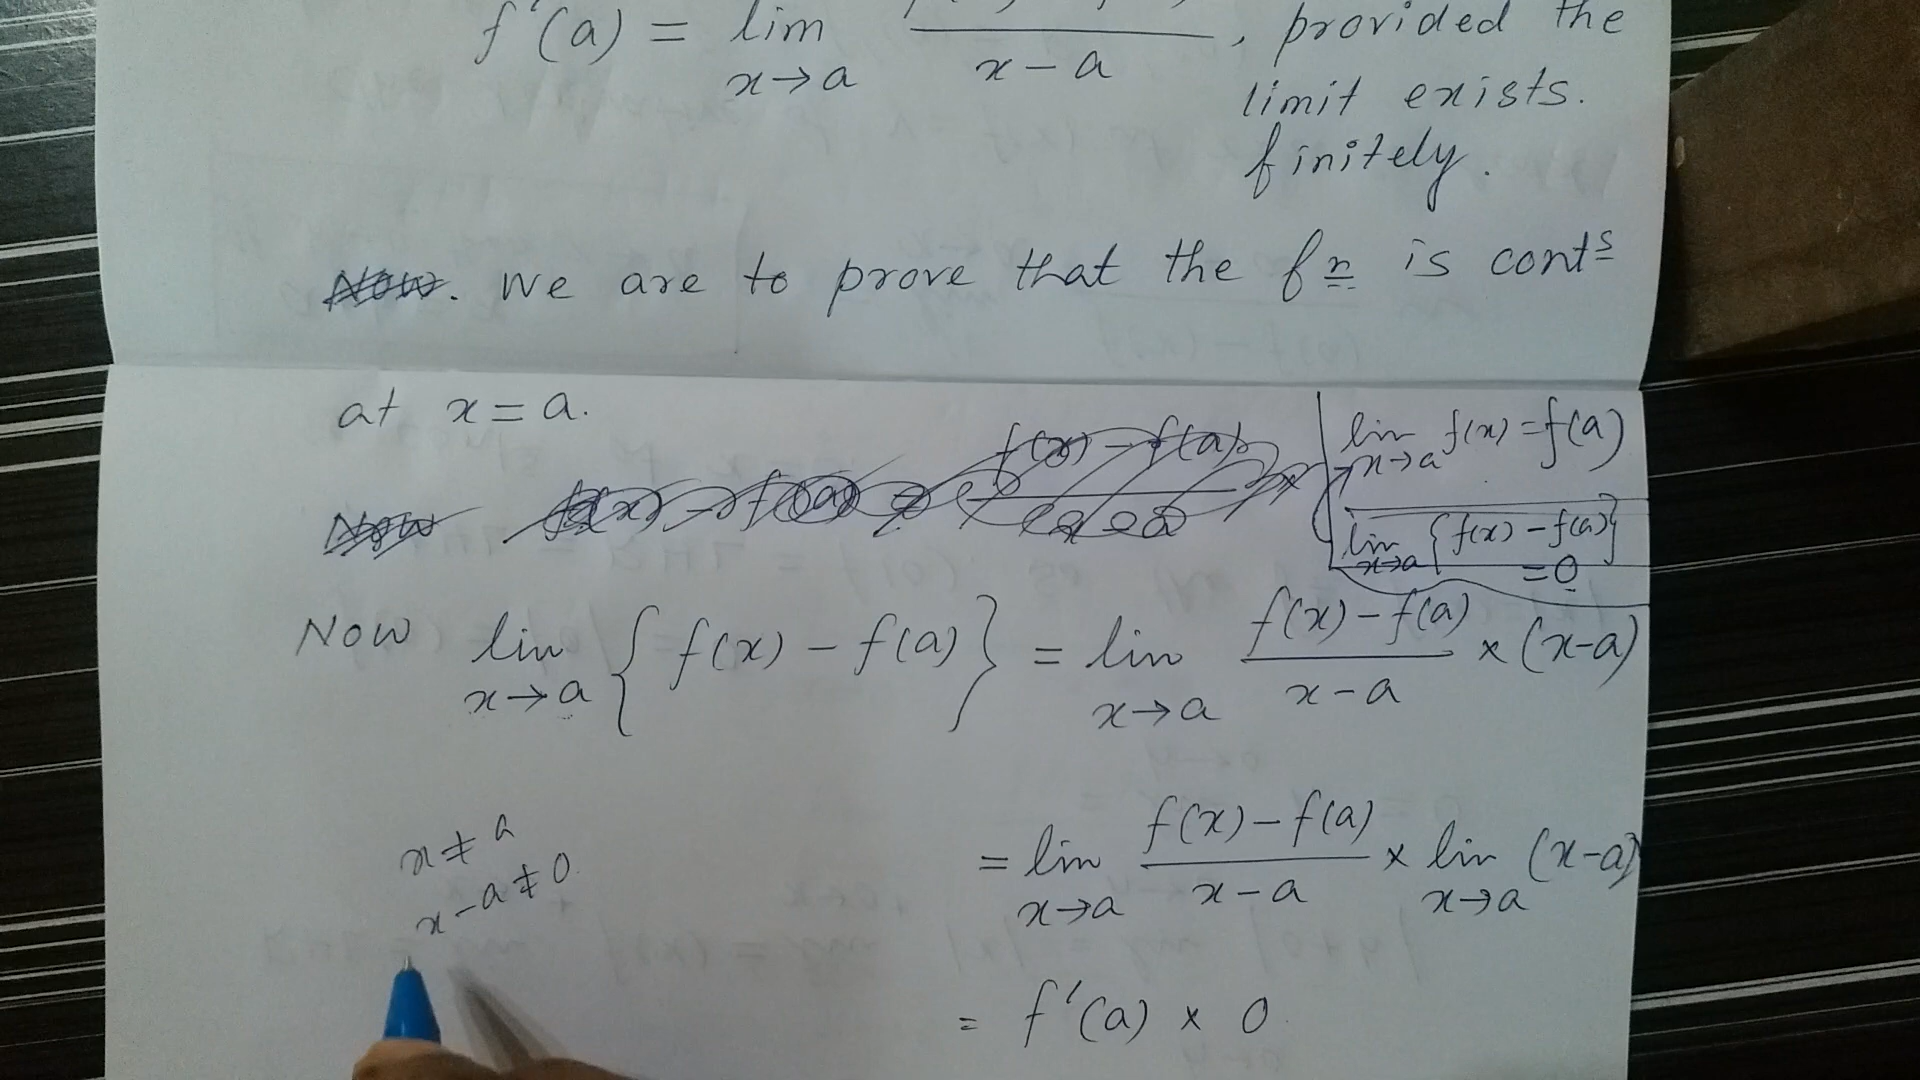 f'(a) = lim x→a / x - a , provided the
limit exists.
finitely.
We are to prove that the fn is conts
at x = a.
f(x) - f(a)
lim x→a f(x) = f(a)
lim x→a {f(x) - f(a)}
= 0
Now lim x→a { f(x) - f(a) } = lim x→a f(x) - f(a) / x - a × (x-a)
x ≠ a
x - a ≠ 0
= lim x→a f(x) - f(a) / x - a × lim x→a (x-a)
= f'(a) × 0